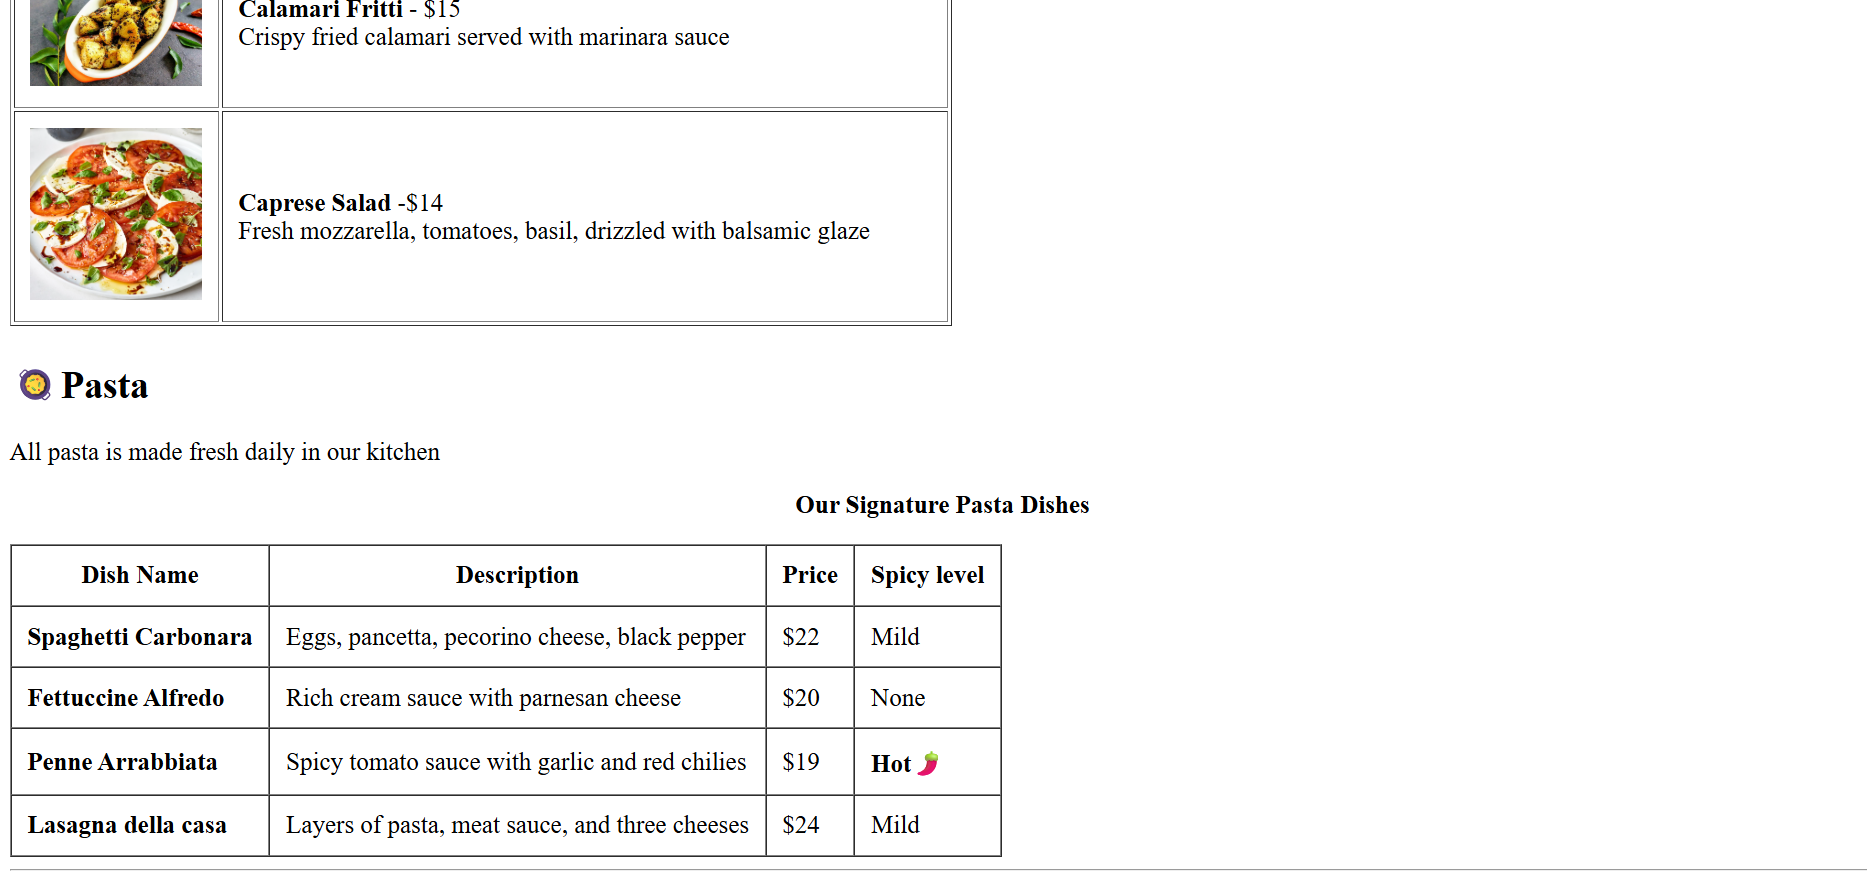 Calamari Fritti - $15
Crispy fried calamari served with marinara sauce
Caprese Salad -$14
Fresh mozzarella, tomatoes, basil, drizzled with balsamic glaze
Pasta
All pasta is made fresh daily in our kitchen
Our Signature Pasta Dishes
Dish Name Description Price Spicy level
Spaghetti Carbonara Eggs, pancetta, pecorino cheese, black pepper $22 Mild
Fettuccine Alfredo Rich cream sauce with parnesan cheese $20 None
Penne Arrabbiata Spicy tomato sauce with garlic and red chilies $19 Hot 🌶
Lasagna della casa Layers of pasta, meat sauce, and three cheeses $24 Mild